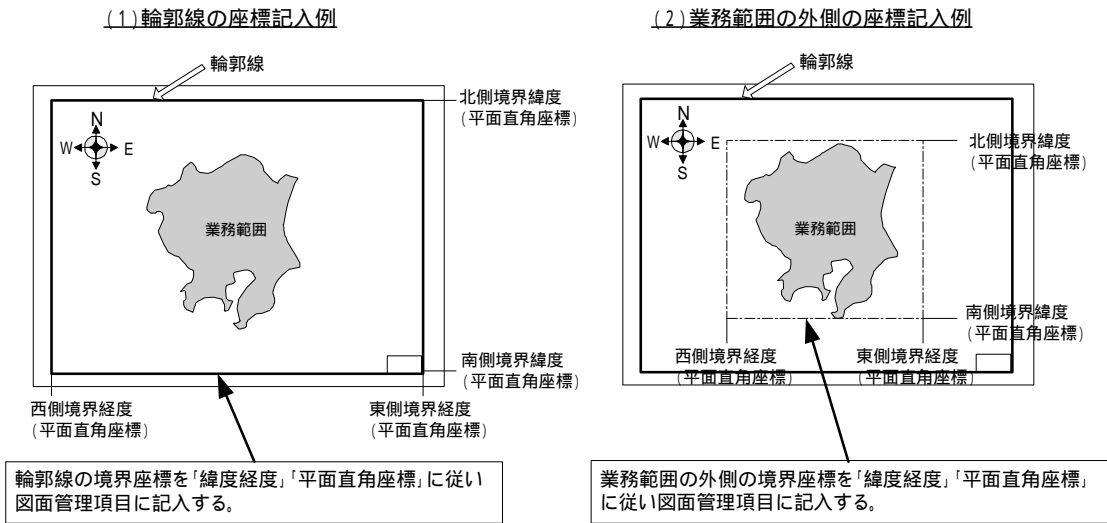 (1)輪郭線の座標記入例
輪郭線
北側境界緯度
(平面直角座標)
N
W
E
S
業務範囲
南側境界緯度
(平面直角座標)
西側境界経度
(平面直角座標)
東側境界経度
(平面直角座標)
輪郭線の境界座標を「緯度経度」「平面直角座標」に従い
図面管理項目に記入する。
(2)業務範囲の外側の座標記入例
輪郭線
北側境界緯度
(平面直角座標)
N
W
E
S
業務範囲
南側境界緯度
(平面直角座標)
西側境界経度
(平面直角座標)
東側境界経度
(平面直角座標)
業務範囲の外側の境界座標を「緯度経度」「平面直角座標」
に従い図面管理項目に記入する。